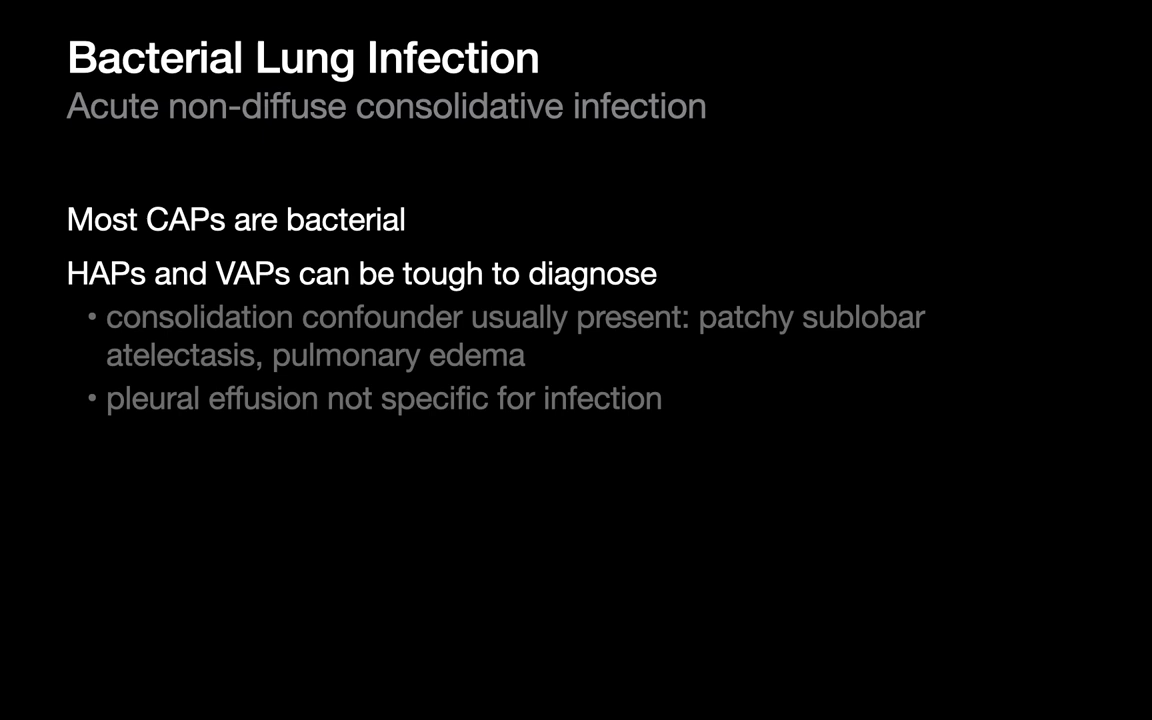 Bacterial Lung Infection
Acute non-diffuse consolidative infection
Most CAPs are bacterial
HAPs and VAPs can be tough to diagnose
• consolidation confounder usually present: patchy sublobar
atelectasis, pulmonary edema
• pleural effusion not specific for infection